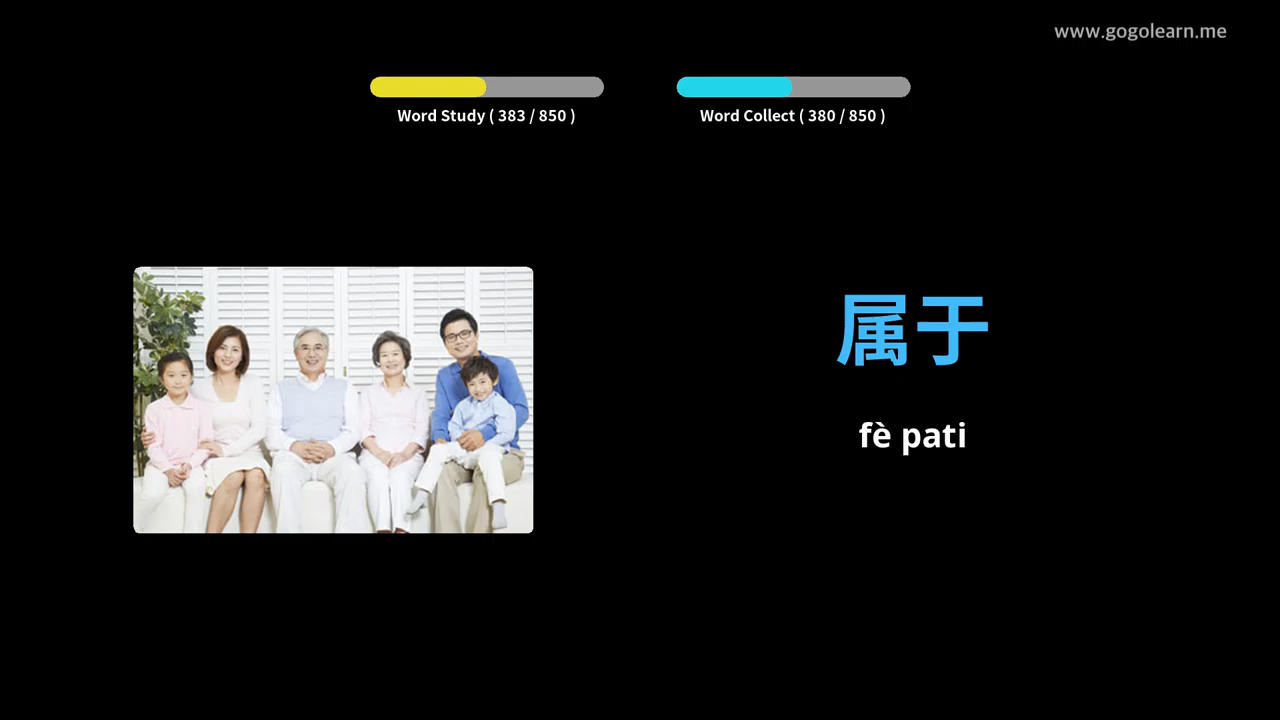 www.gogolearn.me
Word Study ( 383 / 850 )
Word Collect ( 380 / 850 )
属于
fè pati